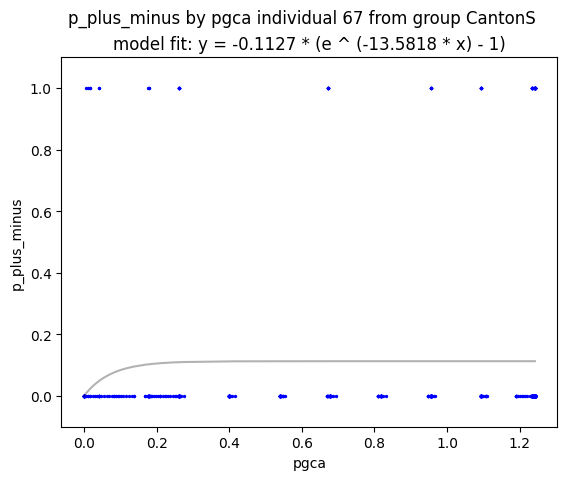 p_plus_minus by pgca individual 67 from group CantonS
model fit: y = -0.1127 * (e ^ (-13.5818 * x) - 1)
p_plus_minus
1.0
0.8
0.6
0.4
0.2
0.0
0.0 0.2 0.4 0.6 0.8 1.0 1.2
pgca